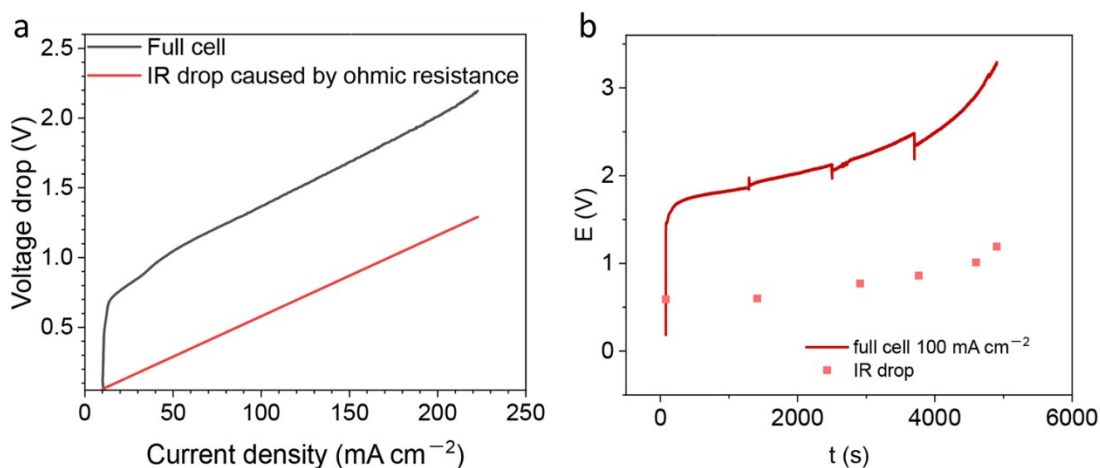 a
2.5
2.0
1.5
1.0
0.5
Voltage drop (V)
Full cell
IR drop caused by ohmic resistance
0
50
100
150
200
250
Current density (mA cm−2)
b
3
2
1
0
E (V)
full cell 100 mA cm−2
IR drop
0
2000
4000
6000
t (s)